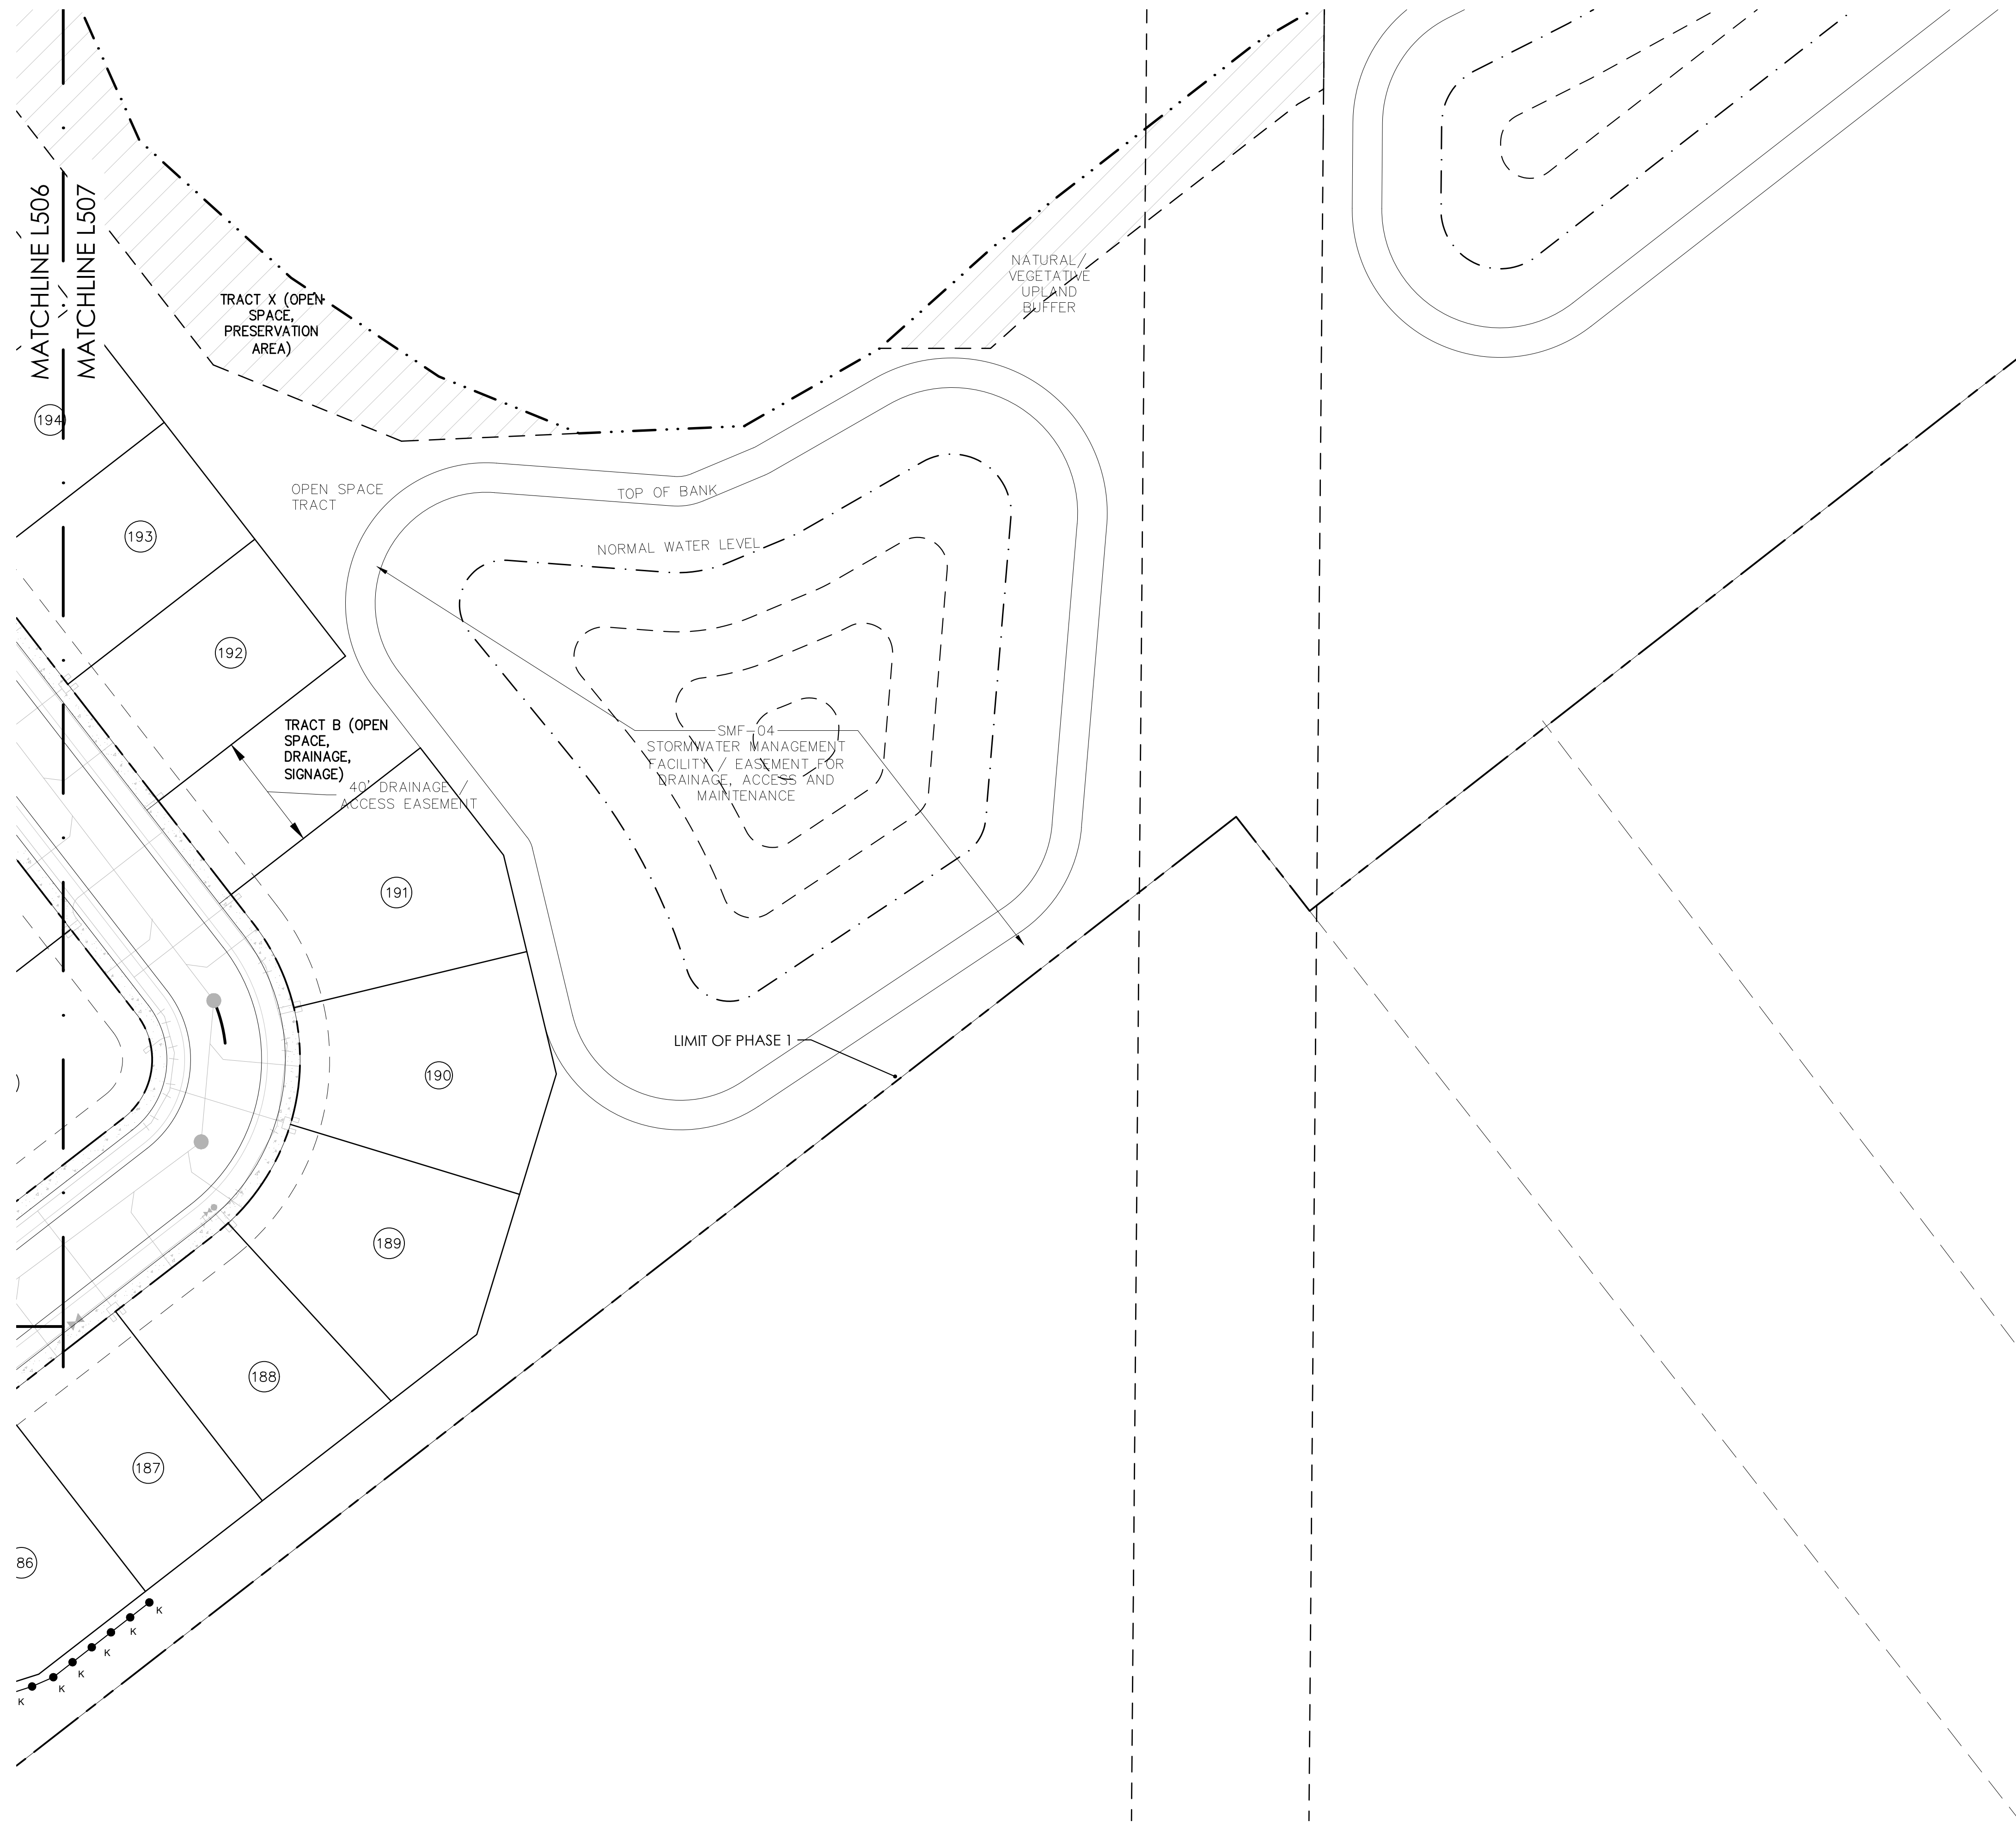 MATCHLINE L506
MATCHLINE L507
NATURAL/
VEGETATIVE
UPLAND
BUFFER
TRACT X (OPEN
SPACE,
PRESERVATION
AREA)
194
OPEN SPACE
TRACT
TOP OF BANK
193
NORMAL WATER LEVEL
192
TRACT B (OPEN
SPACE,
DRAINAGE,
SIGNAGE)
40' DRAINAGE /
ACCESS EASEMENT
SMF-04
STORMWATER MANAGEMENT
FACILITY / EASEMENT FOR
DRAINAGE, ACCESS AND
MAINTENANCE
191
LIMIT OF PHASE 1
190
189
188
187
86
K
K
K
K
K
K